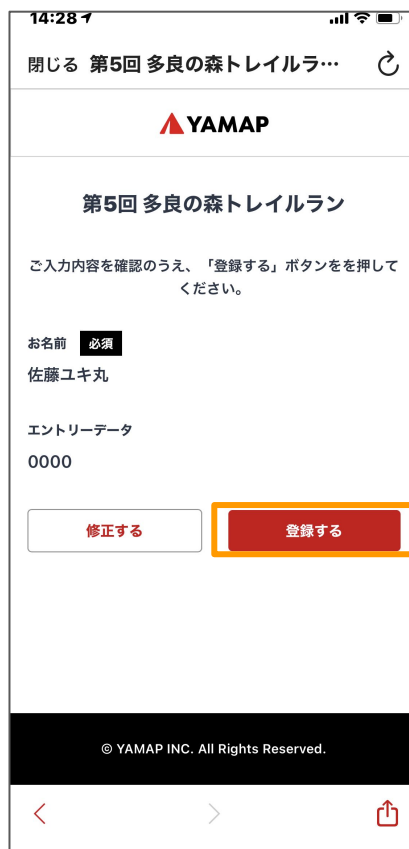 14:28
閉じる 第5回 多良の森トレイルラ…
YAMAP
第5回 多良の森トレイルラン
ご入力内容を確認のうえ、「登録する」ボタンをを押して
ください。
お名前 必須
佐藤ユキ丸
エントリーデータ
0000
修正する 登録する
© YAMAP INC. All Rights Reserved.